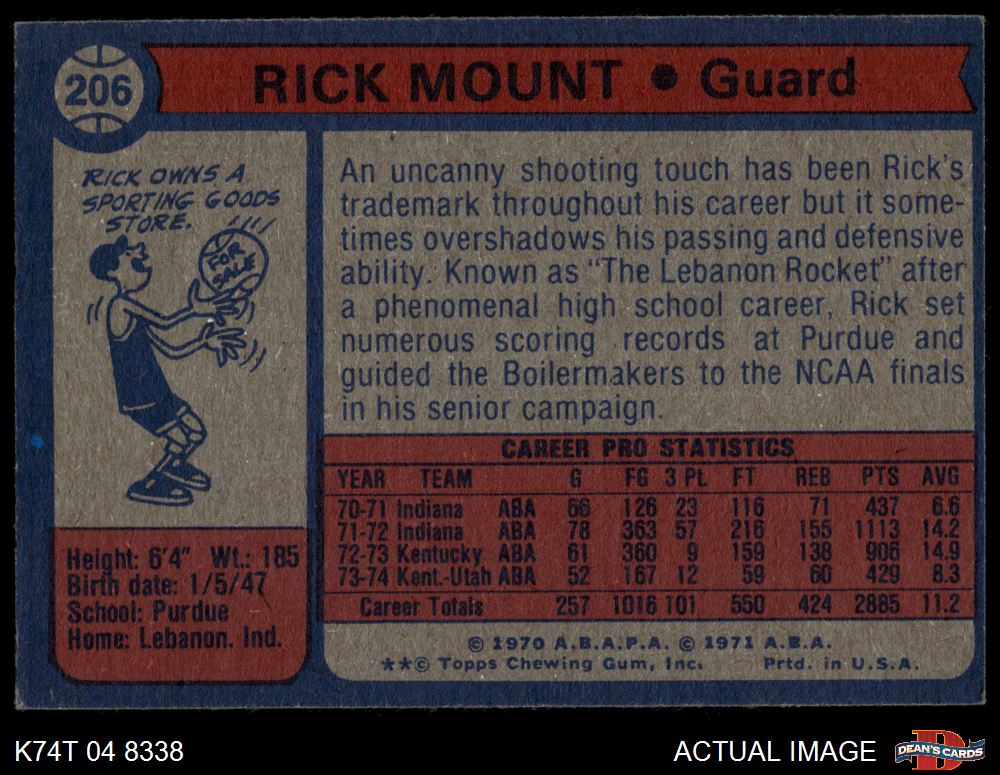 206
RICK MOUNT • Guard
RICK OWNS A
SPORTING GOODS
STORE.
FOR
SALE
An uncanny shooting touch has been Rick's
trademark throughout his career but it some-
times overshadows his passing and defensive
ability. Known as "The Lebanon Rocket" after
a phenomenal high school career, Rick set
numerous scoring records at Purdue and
guided the Boilermakers to the NCAA finals
in his senior campaign.
Height: 6'4" Wt.: 185
Birth date: 1/5/47
School: Purdue
Home: Lebanon. Ind.
CAREER PRO STATISTICS
YEAR TEAM G FG 3 Pt. FT REB PTS AVG
70-71 Indiana ABA 66 126 23 116 71 437 6.6
71-72 Indiana ABA 78 363 57 216 155 1113 14.2
72-73 Kentucky ABA 61 360 9 159 138 906 14.9
73-74 Kent.-Utah ABA 52 167 12 59 60 429 8.3
Career Totals 257 1016 101 550 424 2885 11.2
© 1970 A.B.A.P.A. © 1971 A.B.A.
**© Topps Chewing Gum, Inc. Prtd. in U.S.A.
K74T 04 8338
ACTUAL IMAGE
DEAN'S CARDS